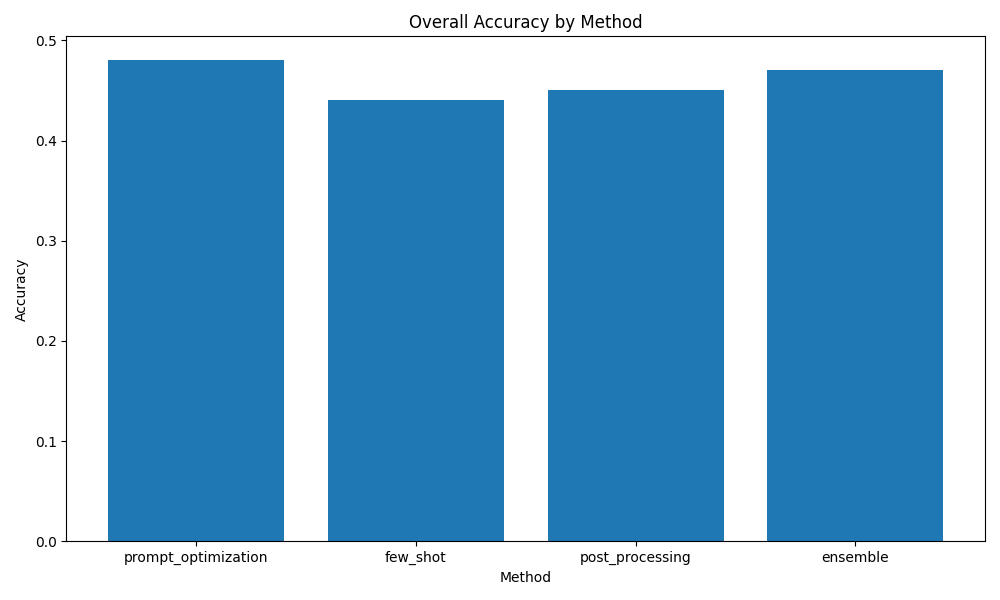 Overall Accuracy by Method
0.5
0.4
0.3
0.2
0.1
0.0
Accuracy
prompt_optimization few_shot post_processing ensemble
Method